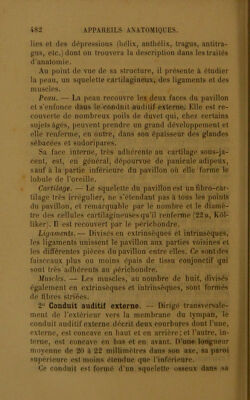 482 APPAREILS ANATOMIQUES.
lies et des dépressions (hélix, anthélix, tragus, antitra-
gus, etc.) dont on trouvera la description dans les traités
d'anatomie.
Au point de vue de sa structure, il présente à étudier
la peau, un squelette cartilagineux, des ligaments et des
muscles.
Peau. — La peau recouvre les deux faces du pavillon
et s'enfonce dans le conduit auditif externe. Elle est re-
couverte de nombreux poils de duvet qui, chez certains
sujets âgés, peuvent prendre un grand développement et
elle renferme, en outre, dans son épaisseur des glandes
sébacées et sudoripares.
Sa face interne, très adhérente au cartilage sous-ja-
cent, est, en général, dépourvue de panicule adipeux,
sauf à la partie inférieure du pavillon où elle forme le
lobule de l'oreille.
Cartilage. — Le squelette du pavillon est un fibro-car-
tilage très irrégulier, ne s'étendant pas à tous les points
du pavillon, et remarquable par le nombre et le diamè-
tre des cellules cartilagineuses qu'il renferme (22 μ, Köl-
liker). Il est recouvert par le périchondre.
Ligaments. — Divisés en extrinsèques et intrinsèques,
les ligaments unissent le pavillon aux parties voisines et
les différentes pièces du pavillon entre elles. Ce sont des
faisceaux plus ou moins épais de tissu conjonctif qui
sont très adhérents au périchondre.
Muscles. — Les muscles, au nombre de huit, divisés
également en extrinsèques et intrinsèques, sont formés
de fibres striées.
2° Conduit auditif externe. — Dirigé transversale-
ment de l'extérieur vers la membrane du tympan, le
conduit auditif externe décrit deux courbures dont l'une,
externe, est concave en haut et en arrière; et l'autre, in-
terne, est concave en bas et en avant. D'une longueur
moyenne de 20 à 22 millimètres dans son axe, sa paroi
supérieure est moins étendue que l'inférieure.
Ce conduit est formé d'un squelette osseux dans sa